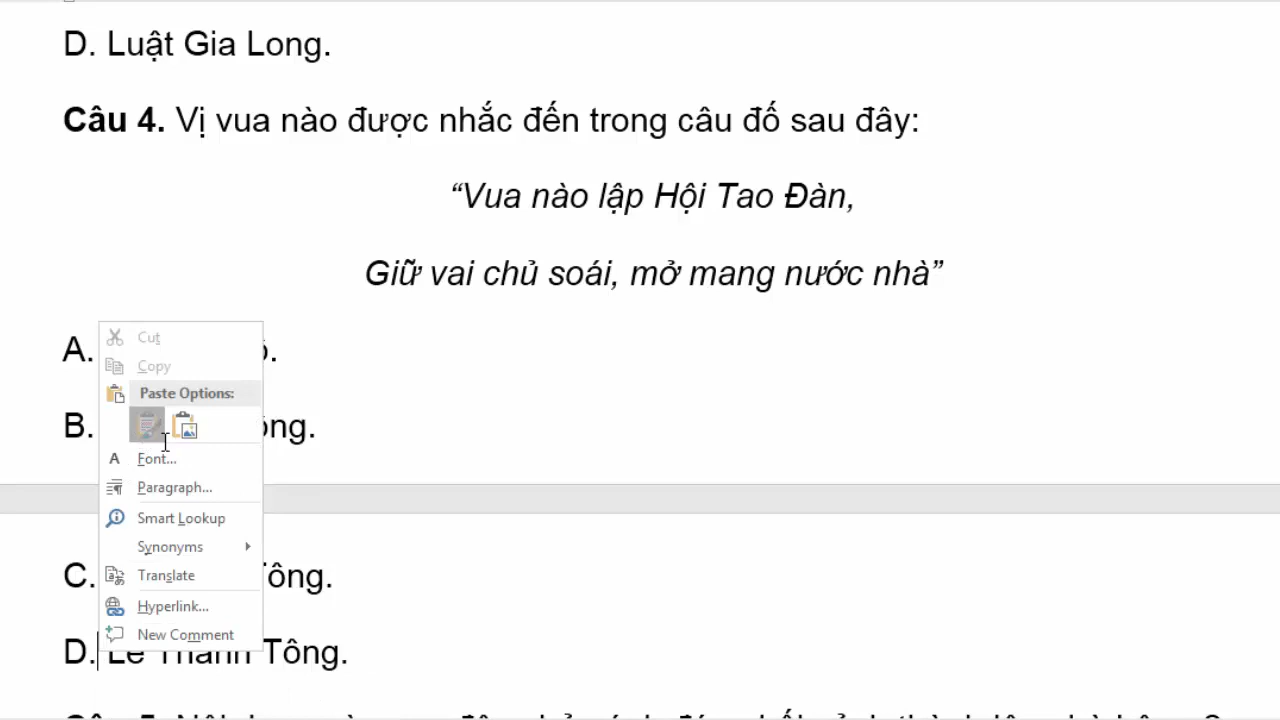 D. Luật Gia Long.
Câu 4. Vị vua nào được nhắc đến trong câu đố sau đây:
“Vua nào lập Hội Tao Đàn,
Giữ vai chủ soái, mở mang nước nhà”
A.
B.
Cut
Copy
Paste Options:
Font...
Paragraph...
Smart Lookup
Synonyms
Translate
Hyperlink...
New Comment
C. Tông.
D. Lê Thánh Tông.